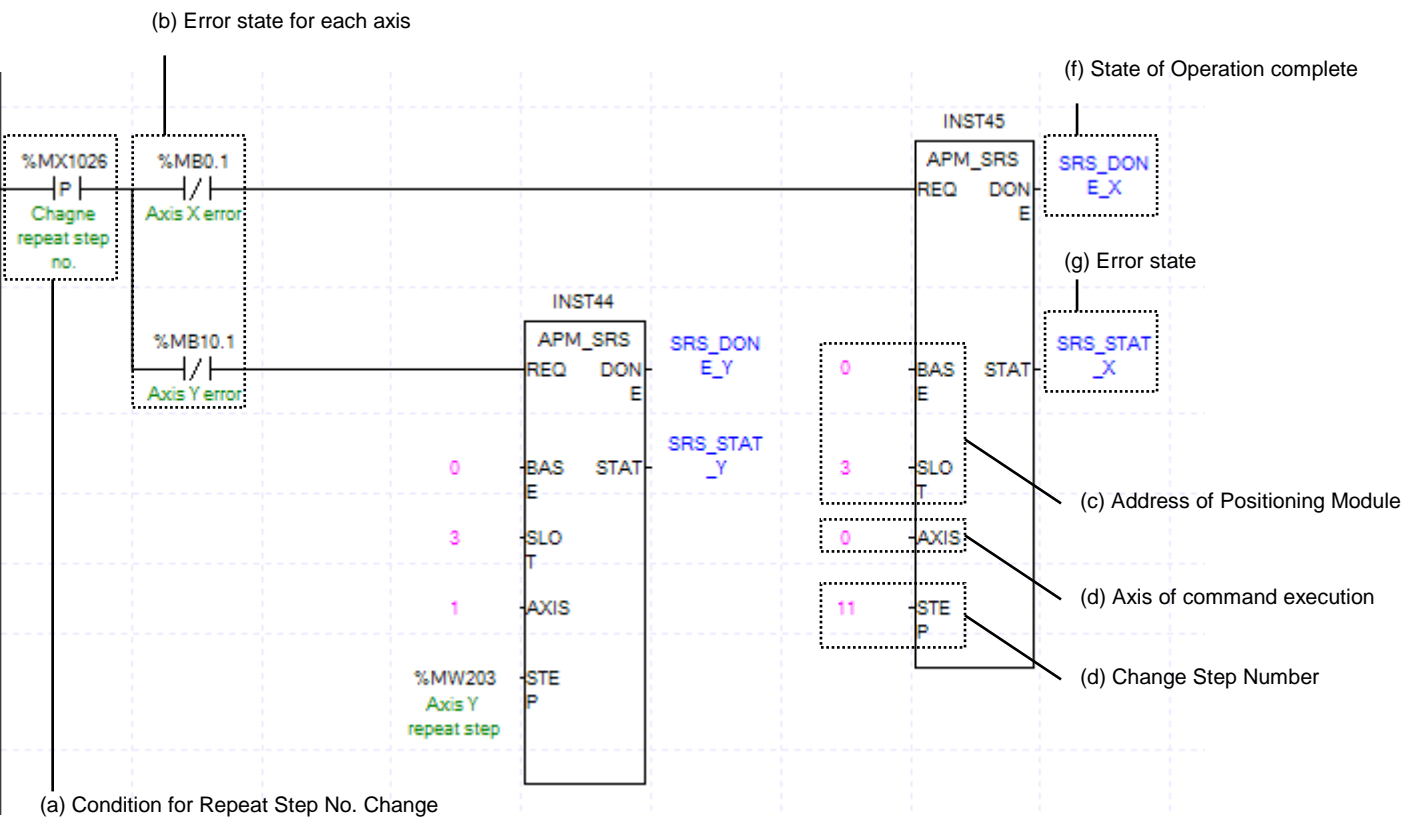 (b) Error state for each axis
(f) State of Operation complete
INST45
%MX1026
%MB0.1
APM_SRS
SRS_DON
E_X
P
REQ
DON
E
Chagne
repeat step
no.
Axis X error
(g) Error state
INST44
%MB10.1
APM_SRS
SRS_DON
E_Y
REQ
DON
E
Axis Y error
0
BAS
E
STAT
SRS_STAT
_X
SRS_STAT
_Y
0
BAS
E
STAT
3
SLO
T
(c) Address of Positioning Module
3
SLO
T
0
AXIS
(d) Axis of command execution
1
AXIS
11
STE
P
%MW203
STE
P
Axis Y
repeat step
(d) Change Step Number
(a) Condition for Repeat Step No. Change